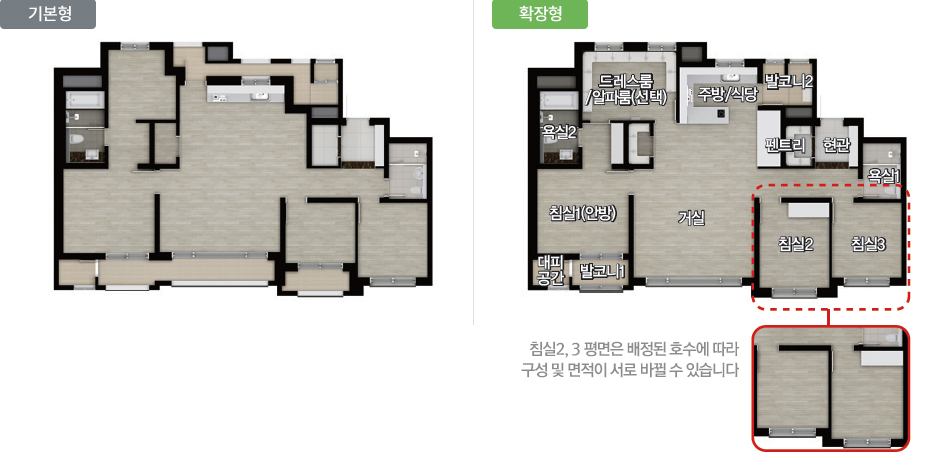 기본형
확장형
드레스룸
/알파룸(선택)
주방/식당
발코니2
욕실2
펜트리
현관
욕실1
침실1(안방)
거실
침실2
침실3
대피
공간
발코니1
침실2, 3 평면은 배정된 호수에 따라
구성 및 면적이 서로 바뀔 수 있습니다